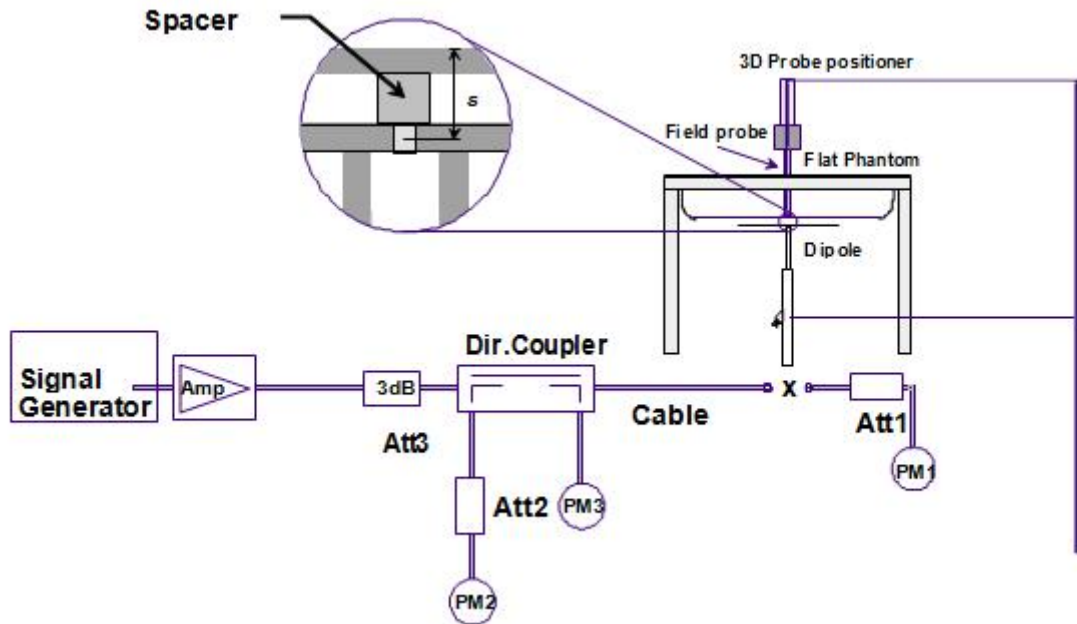 Spacer
s
3D Probe positioner
Field probe
Flat Phantom
Dipole
Signal
Generator
Amp
3dB
Att3
Dir.Coupler
Cable
X
Att1
PM1
Att2
PM3
PM2